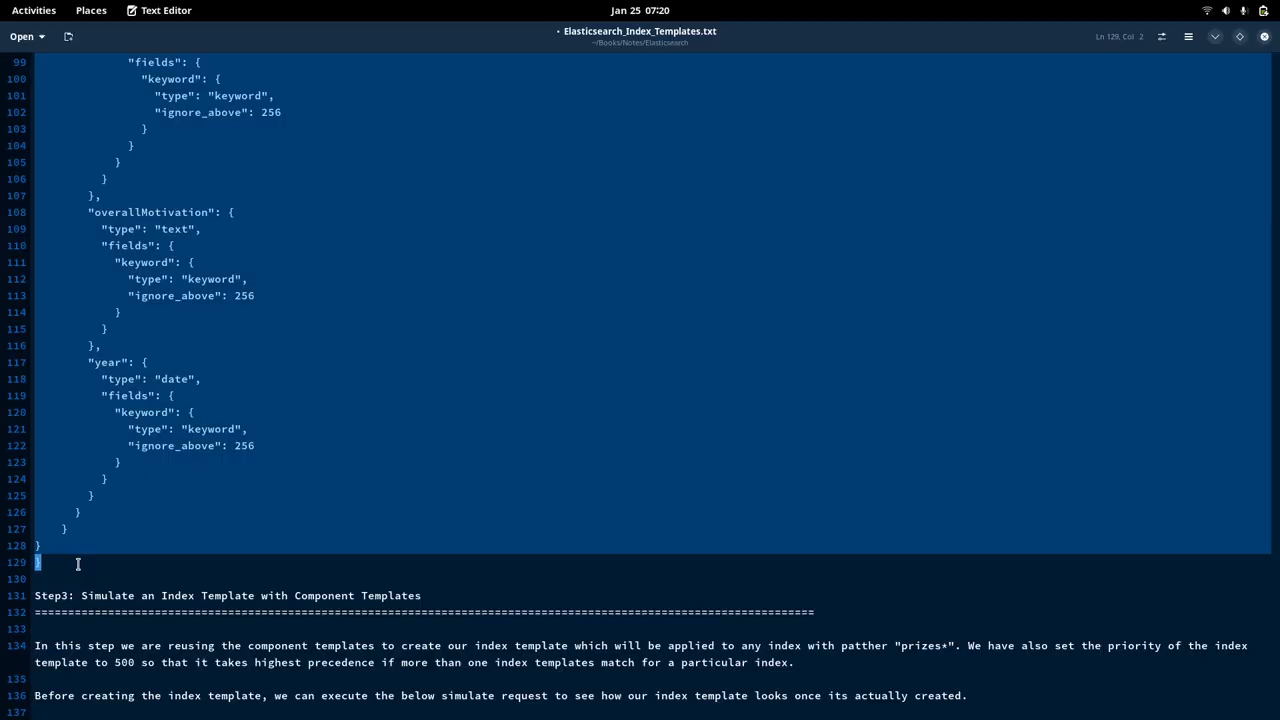 Activities Places Text Editor Jan 25 07:20
Open • Elasticsearch_Index_Templates.txt Ln 129, Col 2
~/Books/Notes/Elasticsearch
99 "fields": {
100 "keyword": {
101 "type": "keyword",
102 "ignore_above": 256
103 }
104 }
105 }
106 }
107 },
108 "overallMotivation": {
109 "type": "text",
110 "fields": {
111 "keyword": {
112 "type": "keyword",
113 "ignore_above": 256
114 }
115 }
116 },
117 "year": {
118 "type": "date",
119 "fields": {
120 "keyword": {
121 "type": "keyword",
122 "ignore_above": 256
123 }
124 }
125 }
126 }
127 }
128 }
129 }
130
131 Step3: Simulate an Index Template with Component Templates
132 =====================================================================================================================
133
134 In this step we are reusing the component templates to create our index template which will be applied to any index with patther "prizes*". We have also set the priority of the index
template to 500 so that it takes highest precedence if more than one index templates match for a particular index.
135
136 Before creating the index template, we can execute the below simulate request to see how our index template looks once its actually created.
137